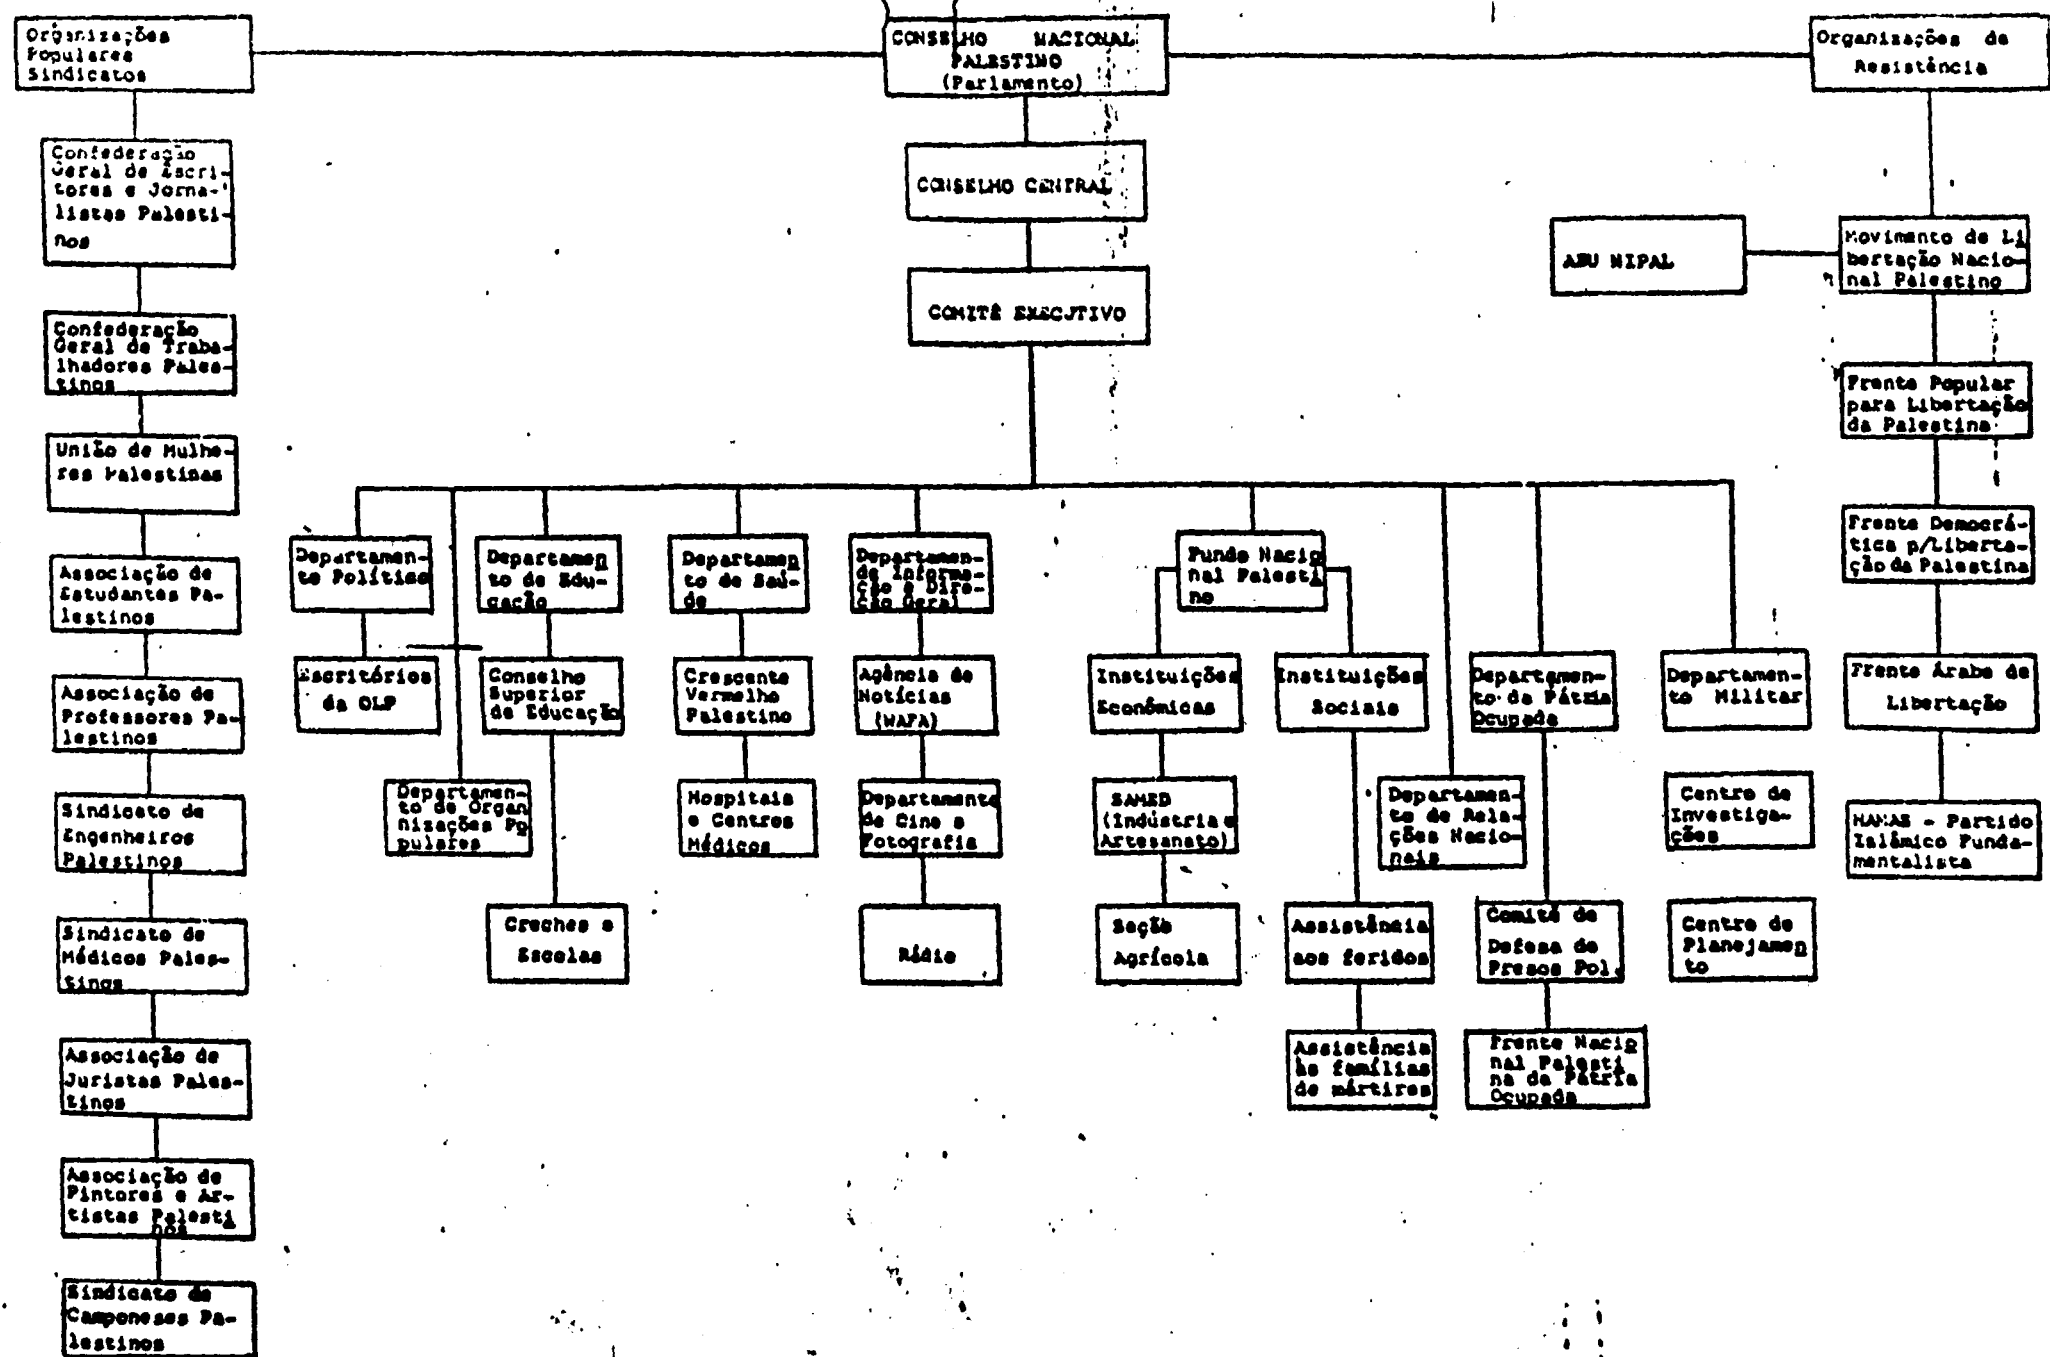 Organizações
Populares
Sindicatos
CONSELHO NACIONAL
PALESTINO
(Parlamento)
Organizações de
Resistência
Confederação
Geral de Escri-
tores e Jorna-
listas Palesti-
nos
CONSELHO CENTRAL
ABU NIPAL
Movimento de Li
bertação Nacio-
nal Palestino
COMITÊ EXECUTIVO
Confederação
Geral de Traba-
lhadores Pales-
tinos
Frente Popular
para Libertação
da Palestina
União de Mulhe-
res Palestinas
Frente Democrá-
tica p/Liberta-
ção da Palestina
Departamen-
to Político
Departamen
to de Edu-
cação
Departamen
to de Saú-
de
Departamen-
de Informa-
ção e Dire-
ção Geral
Fundo Nacio
nal Palesti
no
Associação de
Estudantes Pa-
lestinos
Escritórios
da OLP
Conselho
Superior
de Educação
Crescente
Vermelho
Palestino
Agência de
Notícias
(WAFA)
Instituições
Econômicas
Instituições
Sociais
Departamen-
to da Pátria
Ocupada
Departamen-
to Militar
Frente Árabe de
Libertação
Associação de
Professores Pa-
lestinos
Departamen-
to de Organ
nizações Po
pulares
Hospitais
e Centros
Médicos
Departamento
de Cine e
Fotografia
SAMED
(Indústria e
Artesanato)
Departamen-
to de Rela-
ções Nacio-
nais
Centro de
Investiga-
ções
HAMAS - Partido
Islâmico Funda-
mentalista
Sindicato de
Engenheiros
Palestinos
Creches e
Escolas
Rádio
Seção
Agrícola
Assistência
aos feridos
Comitê de
Defesa de
Presos Pol.
Centro de
Planejamen
to
Sindicato de
Médicos Pales-
tinos
Assistência
às famílias
de mártires
Frente Nacio
nal Palesti
na da Pátria
Ocupada
Associação de
Juristas Pales-
tinos
Associação de
Pintores e Ar-
tistas Palesti
nos
Sindicato de
Camponeses Pa-
lestinos